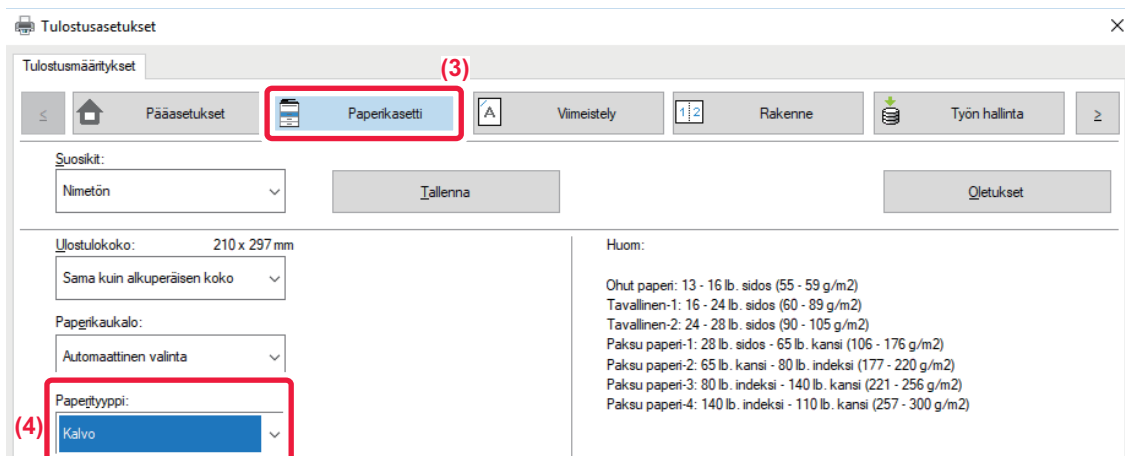 Tulostusasetukset
Tulostusmääritykset
(3)
< Pääasetukset Paperikasetti A Viimeistely 1 2 Rakenne Työn hallinta >
Suosikit:
Nimetön Tallenna Oletukset
Ulostulokoko: 210 x 297 mm
Sama kuin alkuperäisen koko
Paperikaukalo:
Automaattinen valinta
Paperityyppi:
(4) Kalvo
Huom:
Ohut paperi: 13 - 16 lb. sidos (55 - 59 g/m2)
Tavallinen-1: 16 - 24 lb. sidos (60 - 89 g/m2)
Tavallinen-2: 24 - 28 lb. sidos (90 - 105 g/m2)
Paksu paperi-1: 28 lb. sidos - 65 lb. kansi (106 - 176 g/m2)
Paksu paperi-2: 65 lb. kansi - 80 lb. indeksi (177 - 220 g/m2)
Paksu paperi-3: 80 lb. indeksi - 140 lb. kansi (221 - 256 g/m2)
Paksu paperi-4: 140 lb. indeksi - 110 lb. kansi (257 - 300 g/m2)